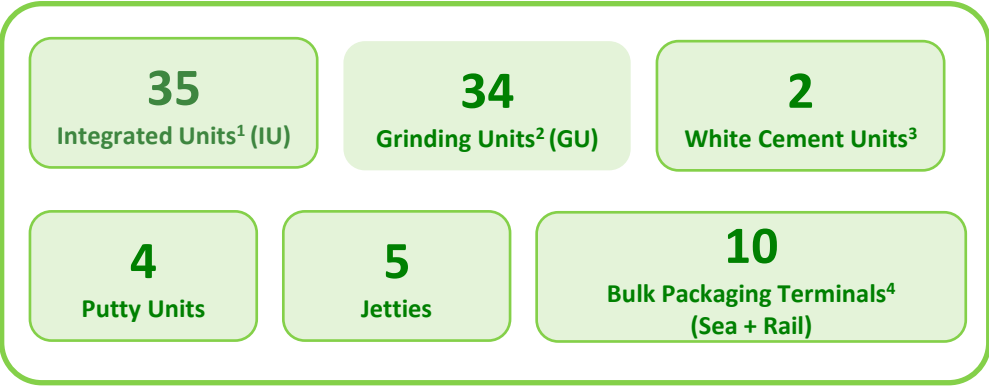 35
Integrated Units¹ (IU)
34
Grinding Units² (GU)
2
White Cement Units³
4
Putty Units
5
Jetties
10
Bulk Packaging Terminals⁴
(Sea + Rail)